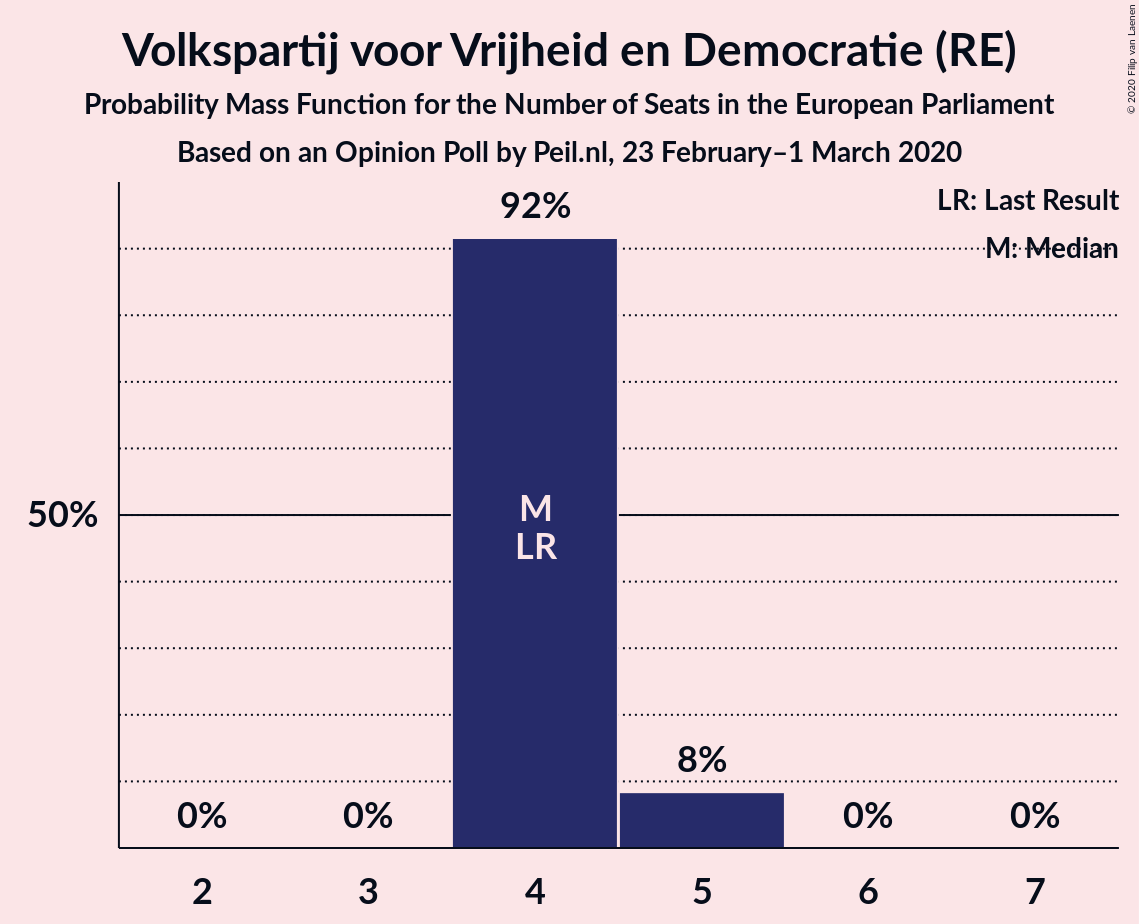 Volkspartij voor Vrijheid en Democratie (RE)
Probability Mass Function for the Number of Seats in the European Parliament
Based on an Opinion Poll by Peil.nl, 23 February–1 March 2020
© 2020 Filip van Laenen
LR: Last Result
M: Median
92%
50%
M
LR
8%
0%
0%
0%
0%
2
3
4
5
6
7